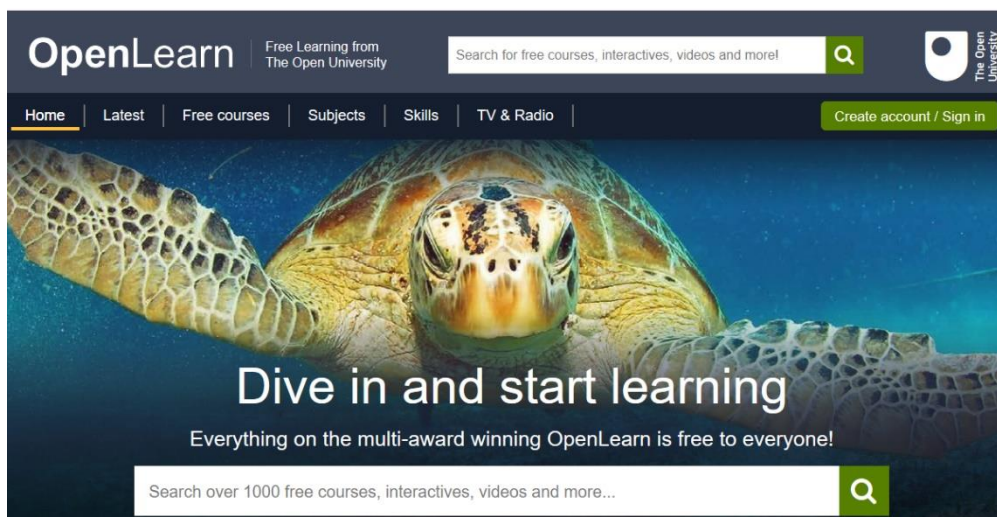 OpenLearn
Free Learning from
The Open University
Search for free courses, interactives, videos and more!
The Open
University
Home
Latest
Free courses
Subjects
Skills
TV & Radio
Create account / Sign in
Dive in and start learning
Everything on the multi-award winning OpenLearn is free to everyone!
Search over 1000 free courses, interactives, videos and more...